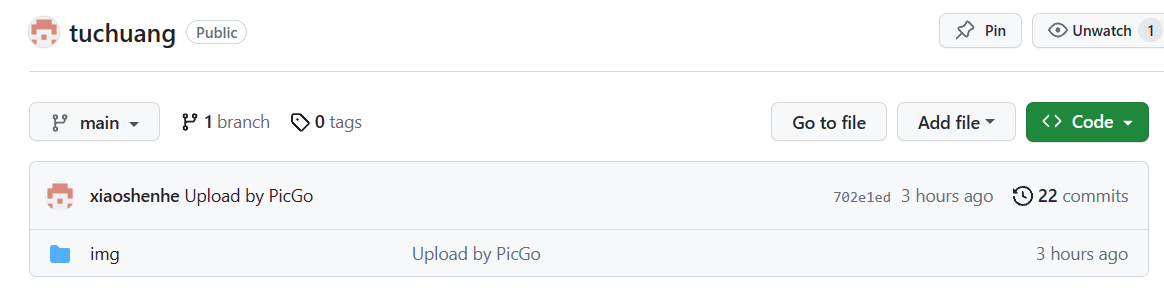 tuchuang Public Pin Unwatch 1
main 1 branch 0 tags Go to file Add file Code
xiaoshenhe Upload by PicGo 702e1ed 3 hours ago 22 commits
img Upload by PicGo 3 hours ago